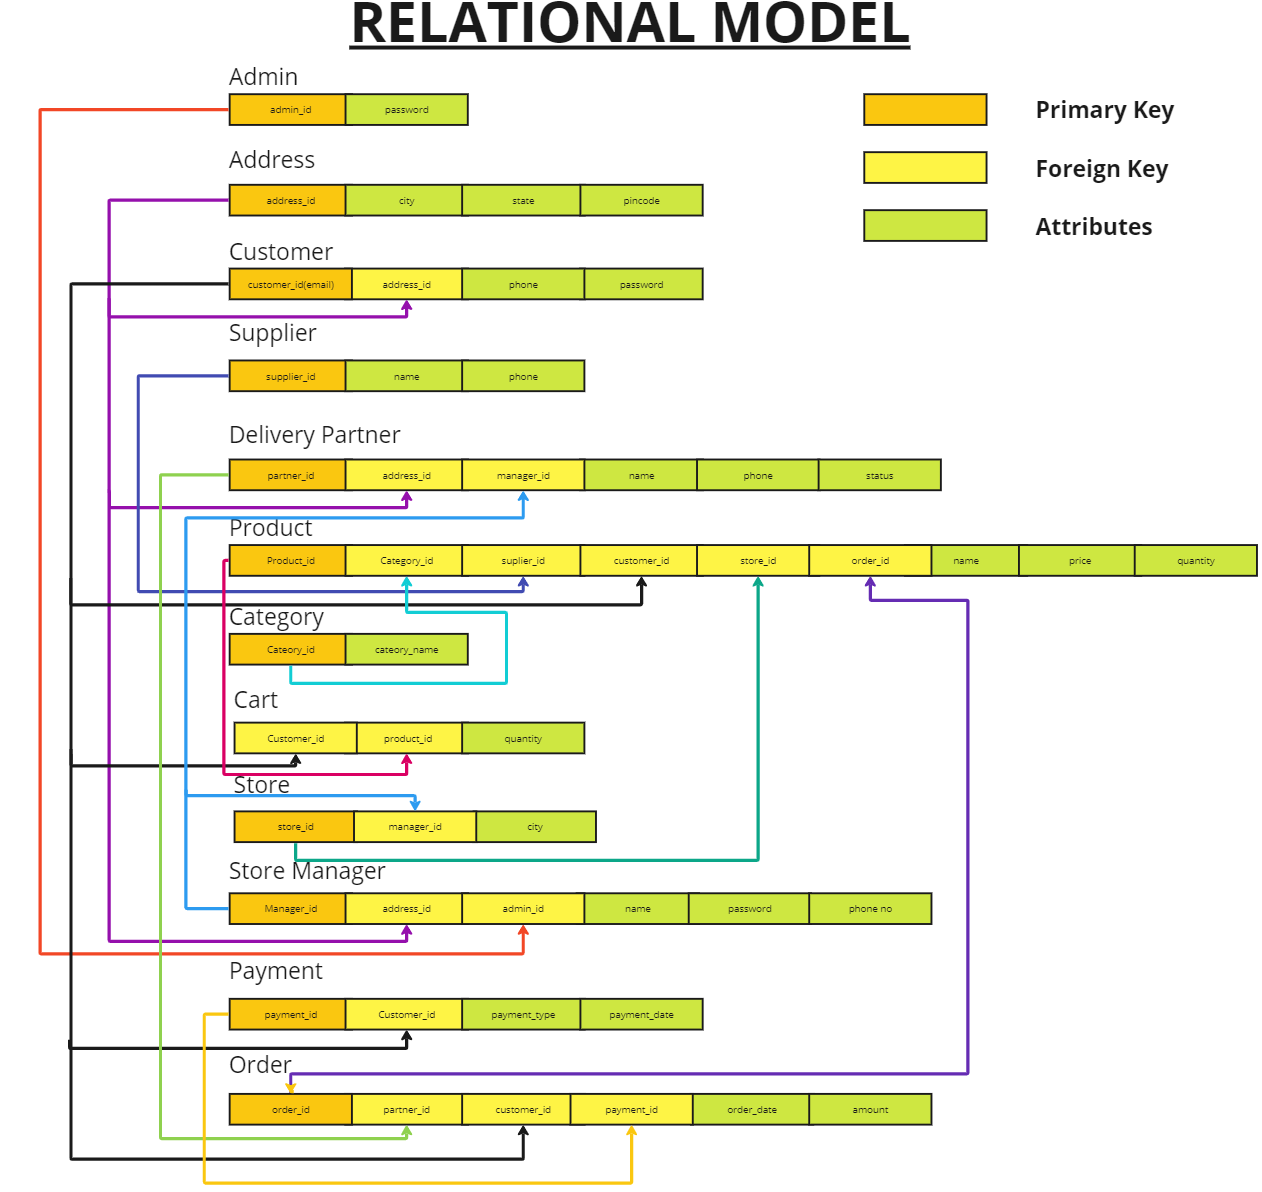 RELATIONAL MODEL
Admin
admin_id password
Primary Key
Address
Foreign Key
address_id city state pincode
Attributes
Customer
customer_id(email) address_id phone password
Supplier
supplier_id name phone
Delivery Partner
partner_id address_id manager_id name phone status
Product
Product_id Category_id suplier_id customer_id store_id order_id name price quantity
Category
Cateory_id cateory_name
Cart
Customer_id product_id quantity
Store
store_id manager_id city
Store Manager
Manager_id address_id admin_id name password phone no
Payment
payment_id Customer_id payment_type payment_date
Order
order_id partner_id customer_id payment_id order_date amount